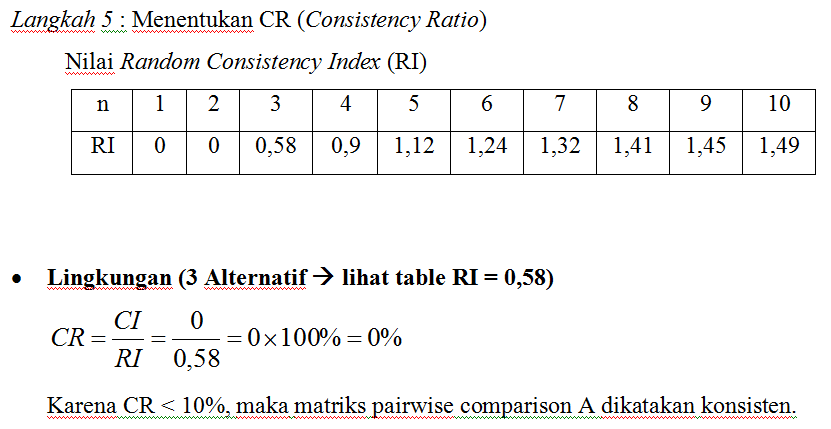 Langkah 5 : Menentukan CR (Consistency Ratio)
Nilai Random Consistency Index (RI)
n 1 2 3 4 5 6 7 8 9 10
RI 0 0 0,58 0,9 1,12 1,24 1,32 1,41 1,45 1,49
• Lingkungan (3 Alternatif → lihat table RI = 0,58)
CR = CI/RI = 0/0,58 = 0×100% = 0%
Karena CR < 10%, maka matriks pairwise comparison A dikatakan konsisten.